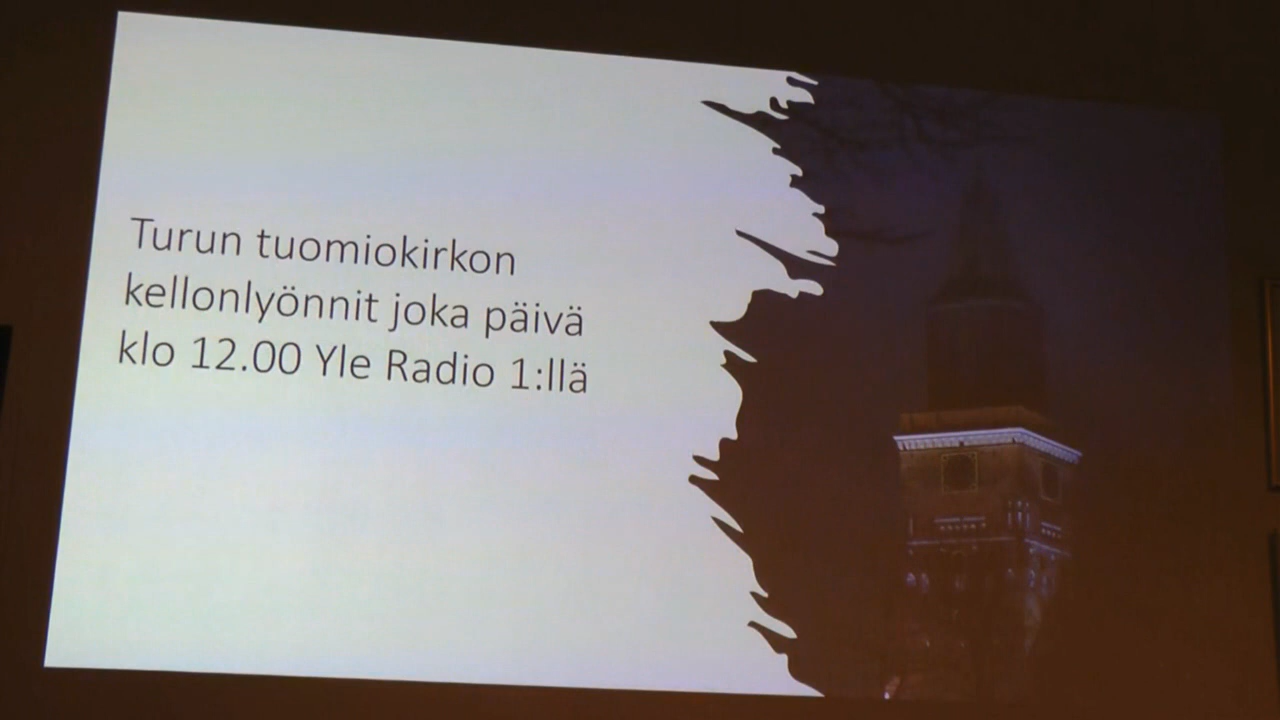 Turun tuomiokirkon
kellonlyönnit joka päivä
klo 12.00 Yle Radio 1:llä